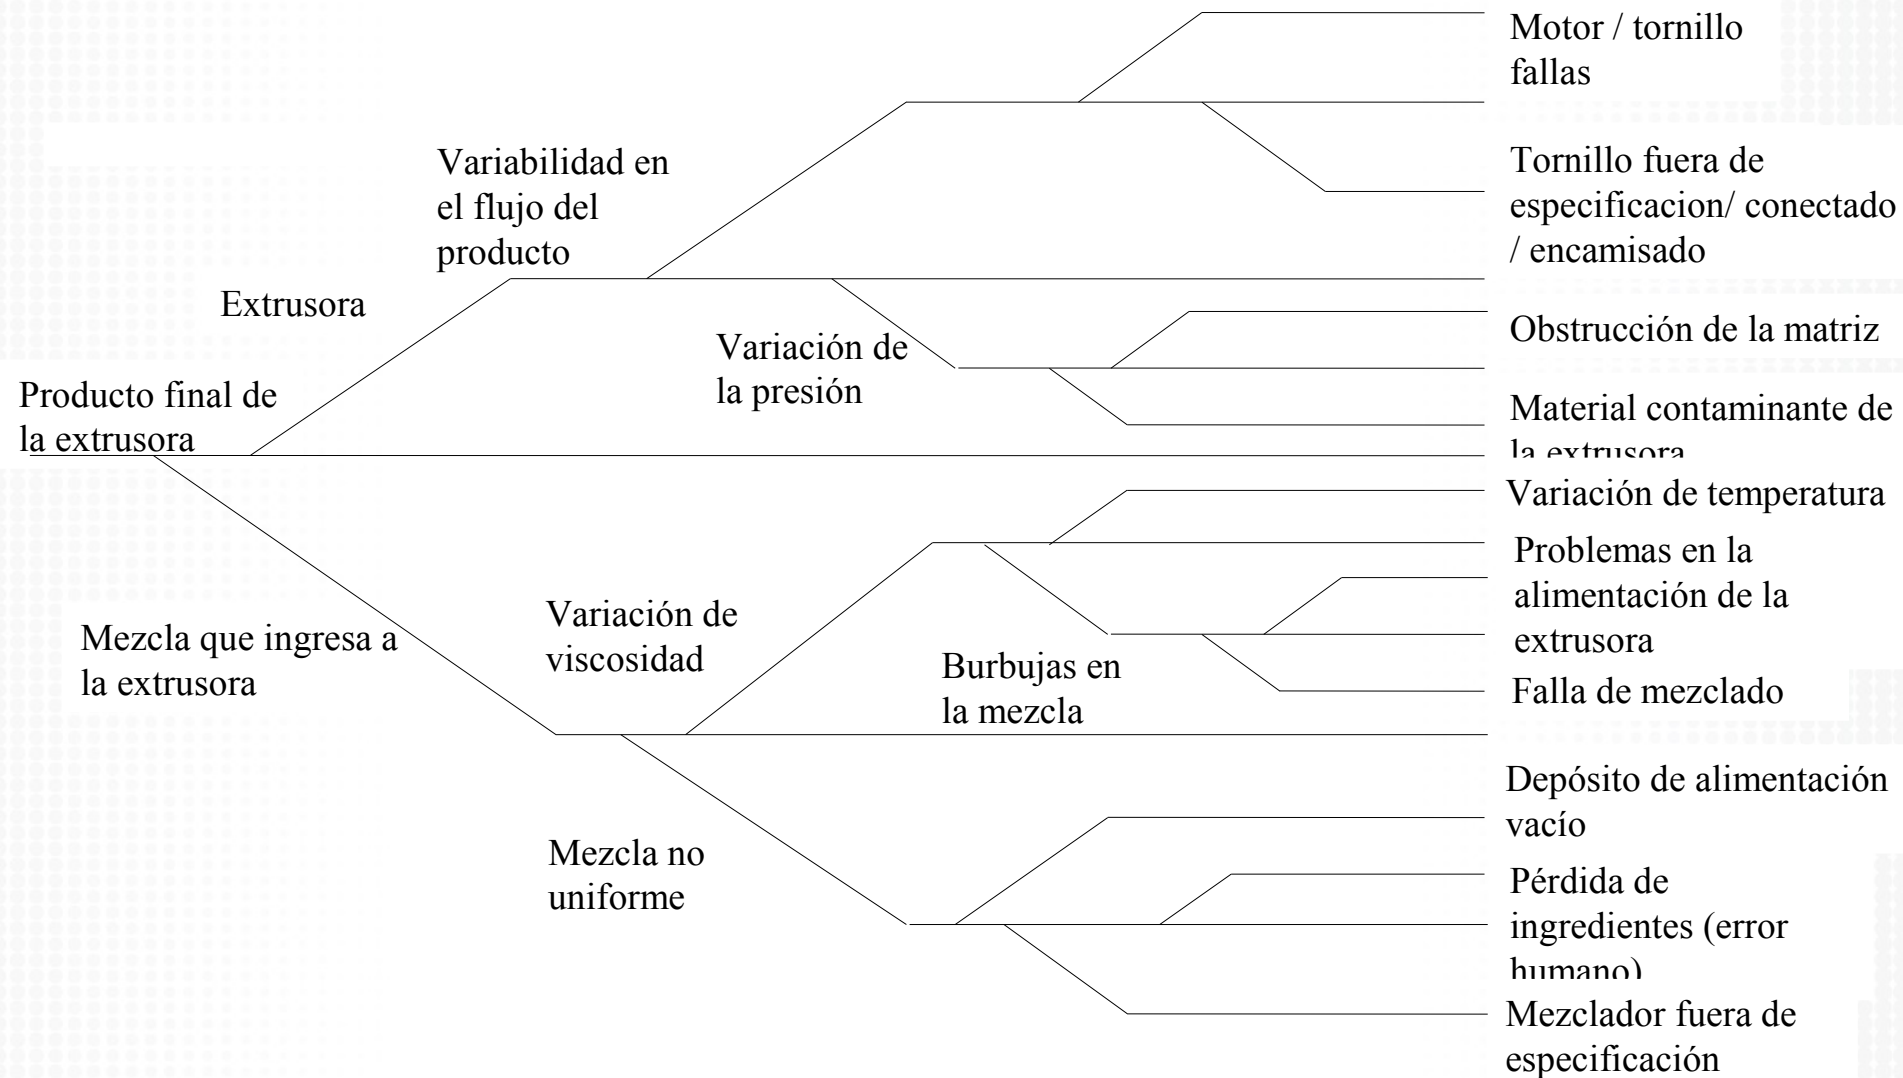 Motor / tornillo
fallas
Variabilidad en
el flujo del
producto
Tornillo fuera de
especificacion/ conectado
/ encamisado
Extrusora
Obstrucción de la matriz
Variación de
la presión
Producto final de
la extrusora
Material contaminante de
la extrusora
Variación de temperatura
Problemas en la
alimentación de la
extrusora
Variación de
viscosidad
Mezcla que ingresa a
la extrusora
Burbujas en
la mezcla
Falla de mezclado
Depósito de alimentación
vacío
Mezcla no
uniforme
Pérdida de
ingredientes (error
humano)
Mezclador fuera de
especificación